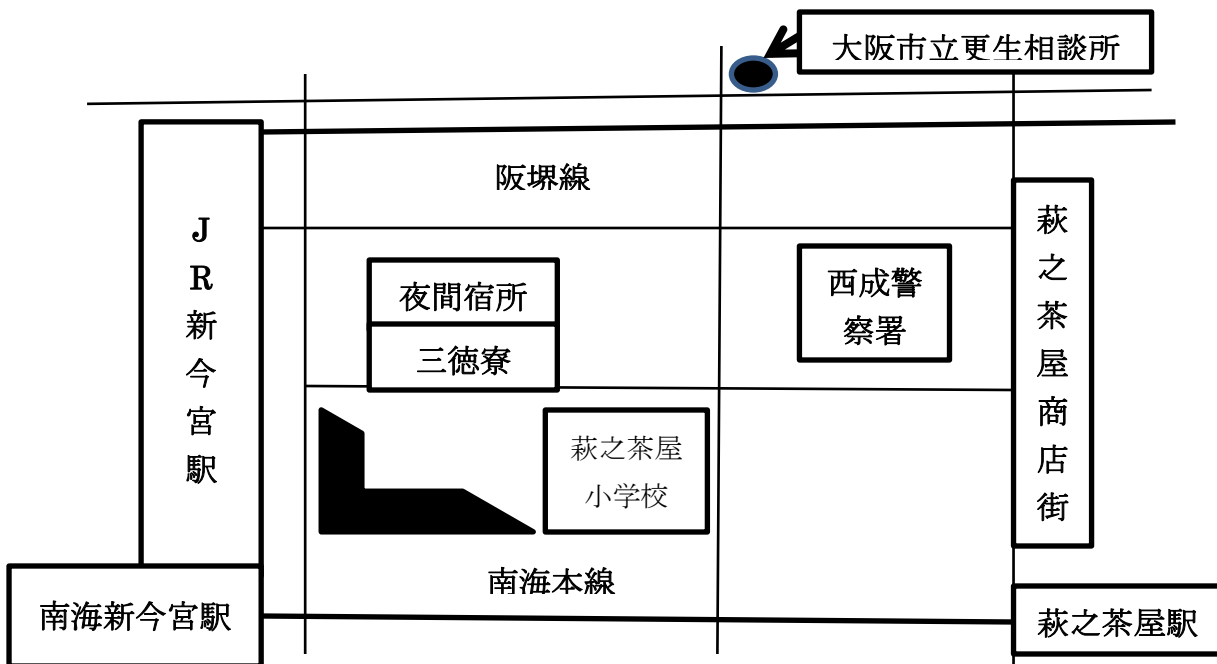 大阪市立更生相談所
阪堺線
JR新今宮駅
夜間宿所
三徳寮
西成警
察署
萩之茶屋商店街
萩之茶屋
小学校
南海本線
南海新今宮駅
萩之茶屋駅